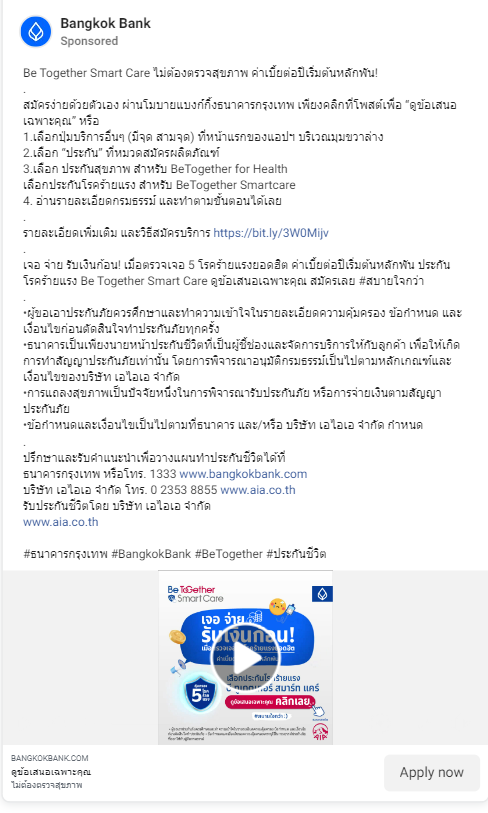 Bangkok Bank
Sponsored
Be Together Smart Care ไม่ต้องตรวจสุขภาพ ค่าเบี้ยต่อปีเริ่มต้นหลักพัน!
.
สมัครง่ายด้วยตัวเอง ผ่านโมบายแบงก์กิ้งธนาคารกรุงเทพ เพียงคลิกที่โพสต์เพื่อ “ดูข้อเสนอ
เฉพาะคุณ” หรือ
1.เลือกปุ่มบริการอื่นๆ (มีจุด สามจุด) ที่หน้าแรกของแอปฯ บริเวณมุมขวาล่าง
2.เลือก “ประกัน” ที่หมวดสมัครผลิตภัณฑ์
3.เลือก ประกันสุขภาพ สำหรับ BeTogether for Health
เลือกประกันโรคร้ายแรง สำหรับ BeTogether Smartcare
4. อ่านรายละเอียดกรมธรรม์ และทำตามขั้นตอนได้เลย
.
รายละเอียดเพิ่มเติม และวิธีสมัครบริการ https://bit.ly/3W0Mijv
.
เจอ จ่าย รับเงินก้อน! เมื่อตรวจเจอ 5 โรคร้ายแรงยอดฮิต ค่าเบี้ยต่อปีเริ่มต้นหลักพัน ประกัน
โรคร้ายแรง Be Together Smart Care ดูข้อเสนอเฉพาะคุณ สมัครเลย #สบายใจกว่า
.
•ผู้ขอเอาประกันภัยควรศึกษาและทำความเข้าใจในรายละเอียดความคุ้มครอง ข้อกำหนด และ
เงื่อนไขก่อนตัดสินใจทำประกันภัยทุกครั้ง
•ธนาคารเป็นเพียงนายหน้าประกันชีวิตที่เป็นผู้ชี้ช่องและจัดการบริการให้กับลูกค้า เพื่อให้เกิด
การทำสัญญาประกันภัยเท่านั้น โดยการพิจารณาอนุมัติกรมธรรม์เป็นไปตามหลักเกณฑ์และ
เงื่อนไขของบริษัท เอไอเอ จำกัด
•การแถลงสุขภาพเป็นปัจจัยหนึ่งในการพิจารณารับประกันภัย หรือการจ่ายเงินตามสัญญา
ประกันภัย
•ข้อกำหนดและเงื่อนไขเป็นไปตามที่ธนาคาร และ/หรือ บริษัท เอไอเอ จำกัด กำหนด
.
ปรึกษาและรับคำแนะนำเพื่อวางแผนทำประกันชีวิตได้ที่
ธนาคารกรุงเทพ หรือโทร. 1333 www.bangkokbank.com
บริษัท เอไอเอ จำกัด โทร. 0 2353 8855 www.aia.co.th
รับประกันชีวิตโดย บริษัท เอไอเอ จำกัด
www.aia.co.th
#ธนาคารกรุงเทพ #BangkokBank #BeTogether #ประกันชีวิต
Be ToGether
Smart Care
เจอ จ่าย
รับเงินก้อน!
เลือกประกันโรคร้ายแรง
สมาร์ท แคร์
ดูข้อเสนอเฉพาะคุณ คลิกเลย
#สบายใจกว่า :)
5
AIA
BANGKOKBANK.COM
ดูข้อเสนอเฉพาะคุณ
ไม่ต้องตรวจสุขภาพ
Apply now